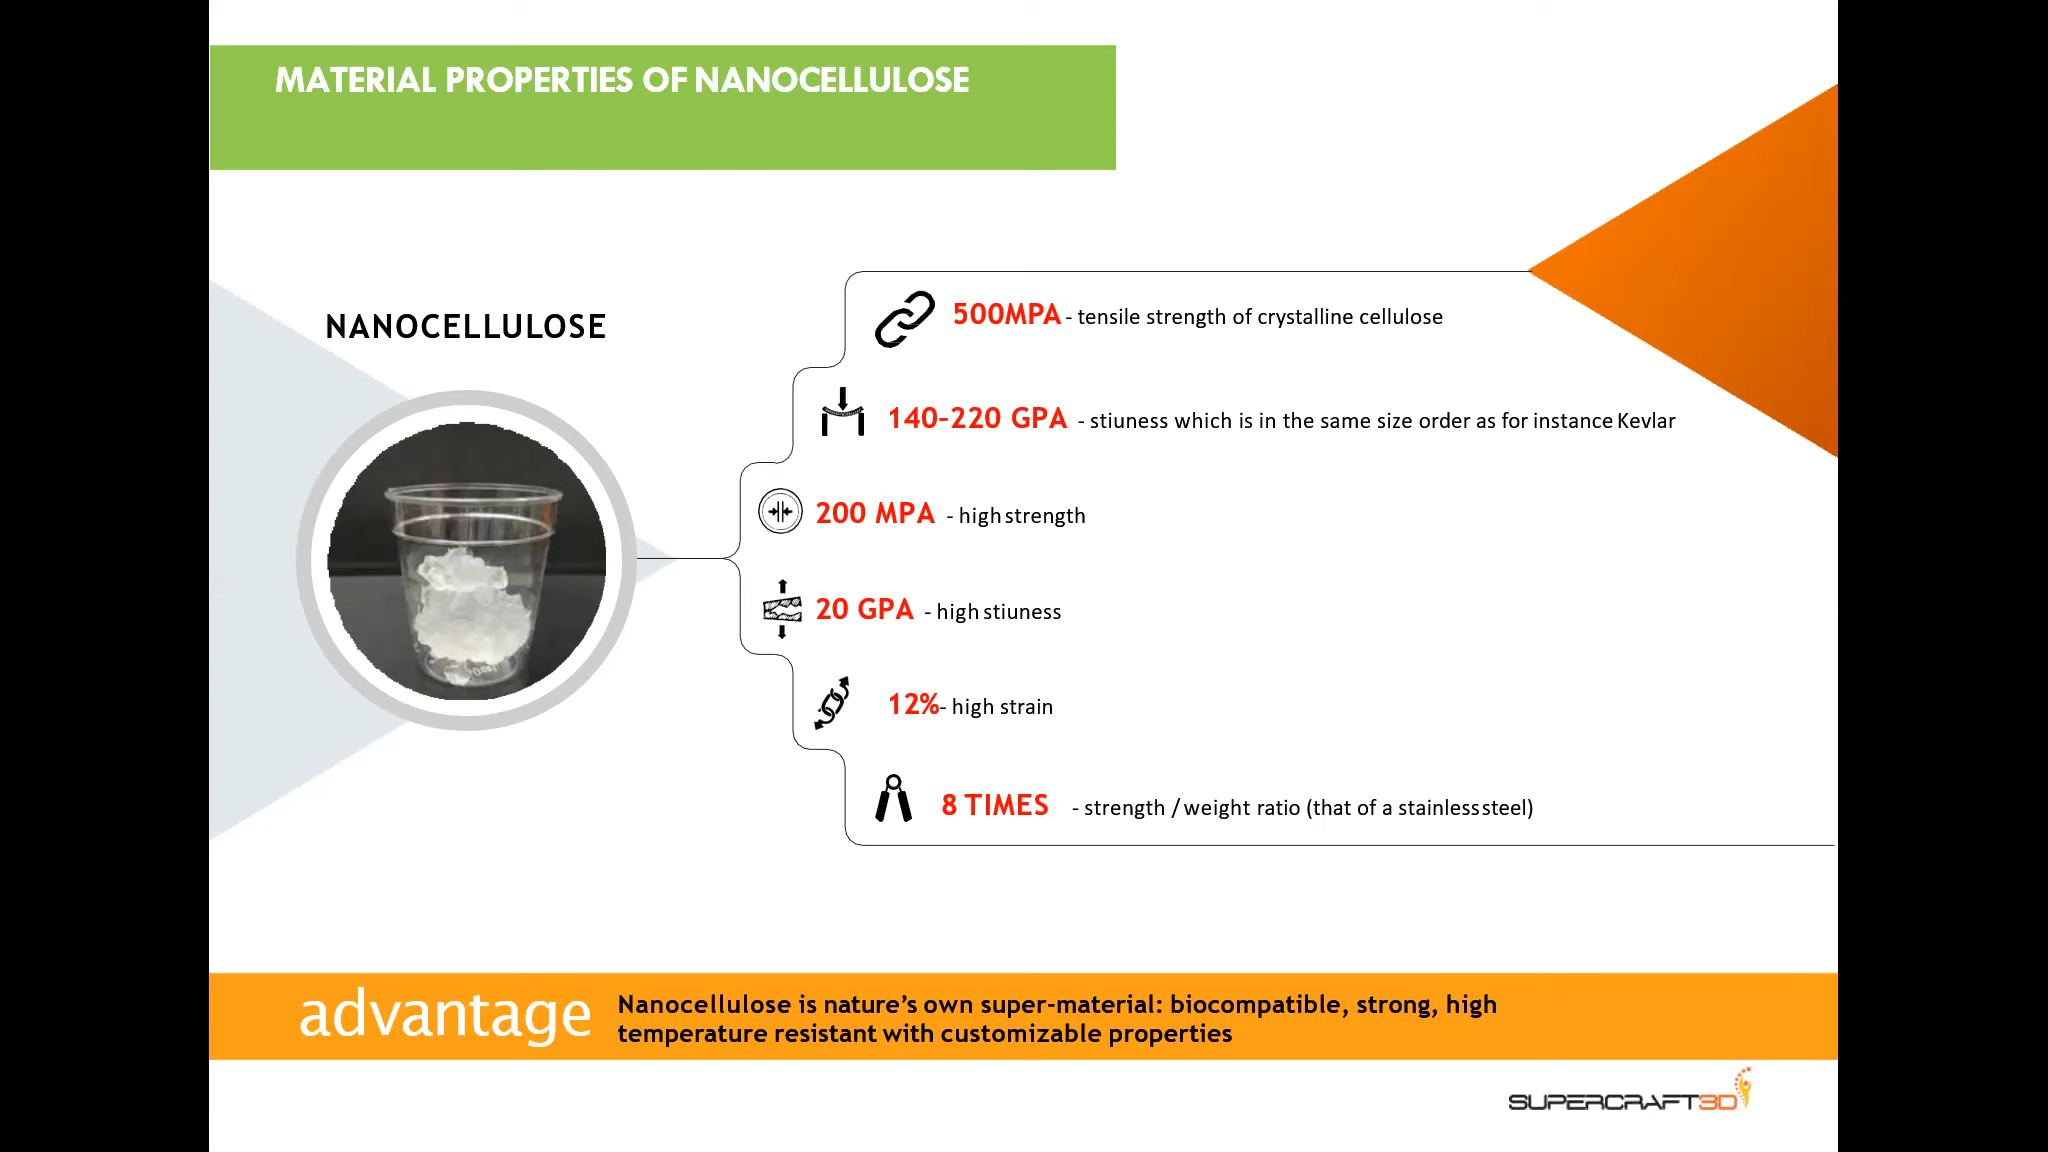 MATERIAL PROPERTIES OF NANOCELLULOSE
NANOCELLULOSE
500MPA - tensile strength of crystalline cellulose
140-220 GPA - stiuness which is in the same size order as for instance Kevlar
200 MPA - high strength
20 GPA - high stiuness
12%- high strain
8 TIMES - strength / weight ratio (that of a stainless steel)
advantage
Nanocellulose is nature’s own super-material: biocompatible, strong, high
temperature resistant with customizable properties
SUPERCRAFT3D